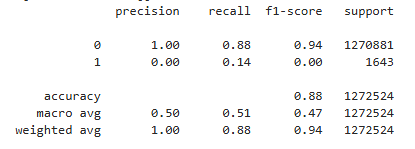 precision recall f1-score support
0 1.00 0.88 0.94 1270881
1 0.00 0.14 0.00 1643
accuracy 0.88 1272524
macro avg 0.50 0.51 0.47 1272524
weighted avg 1.00 0.88 0.94 1272524